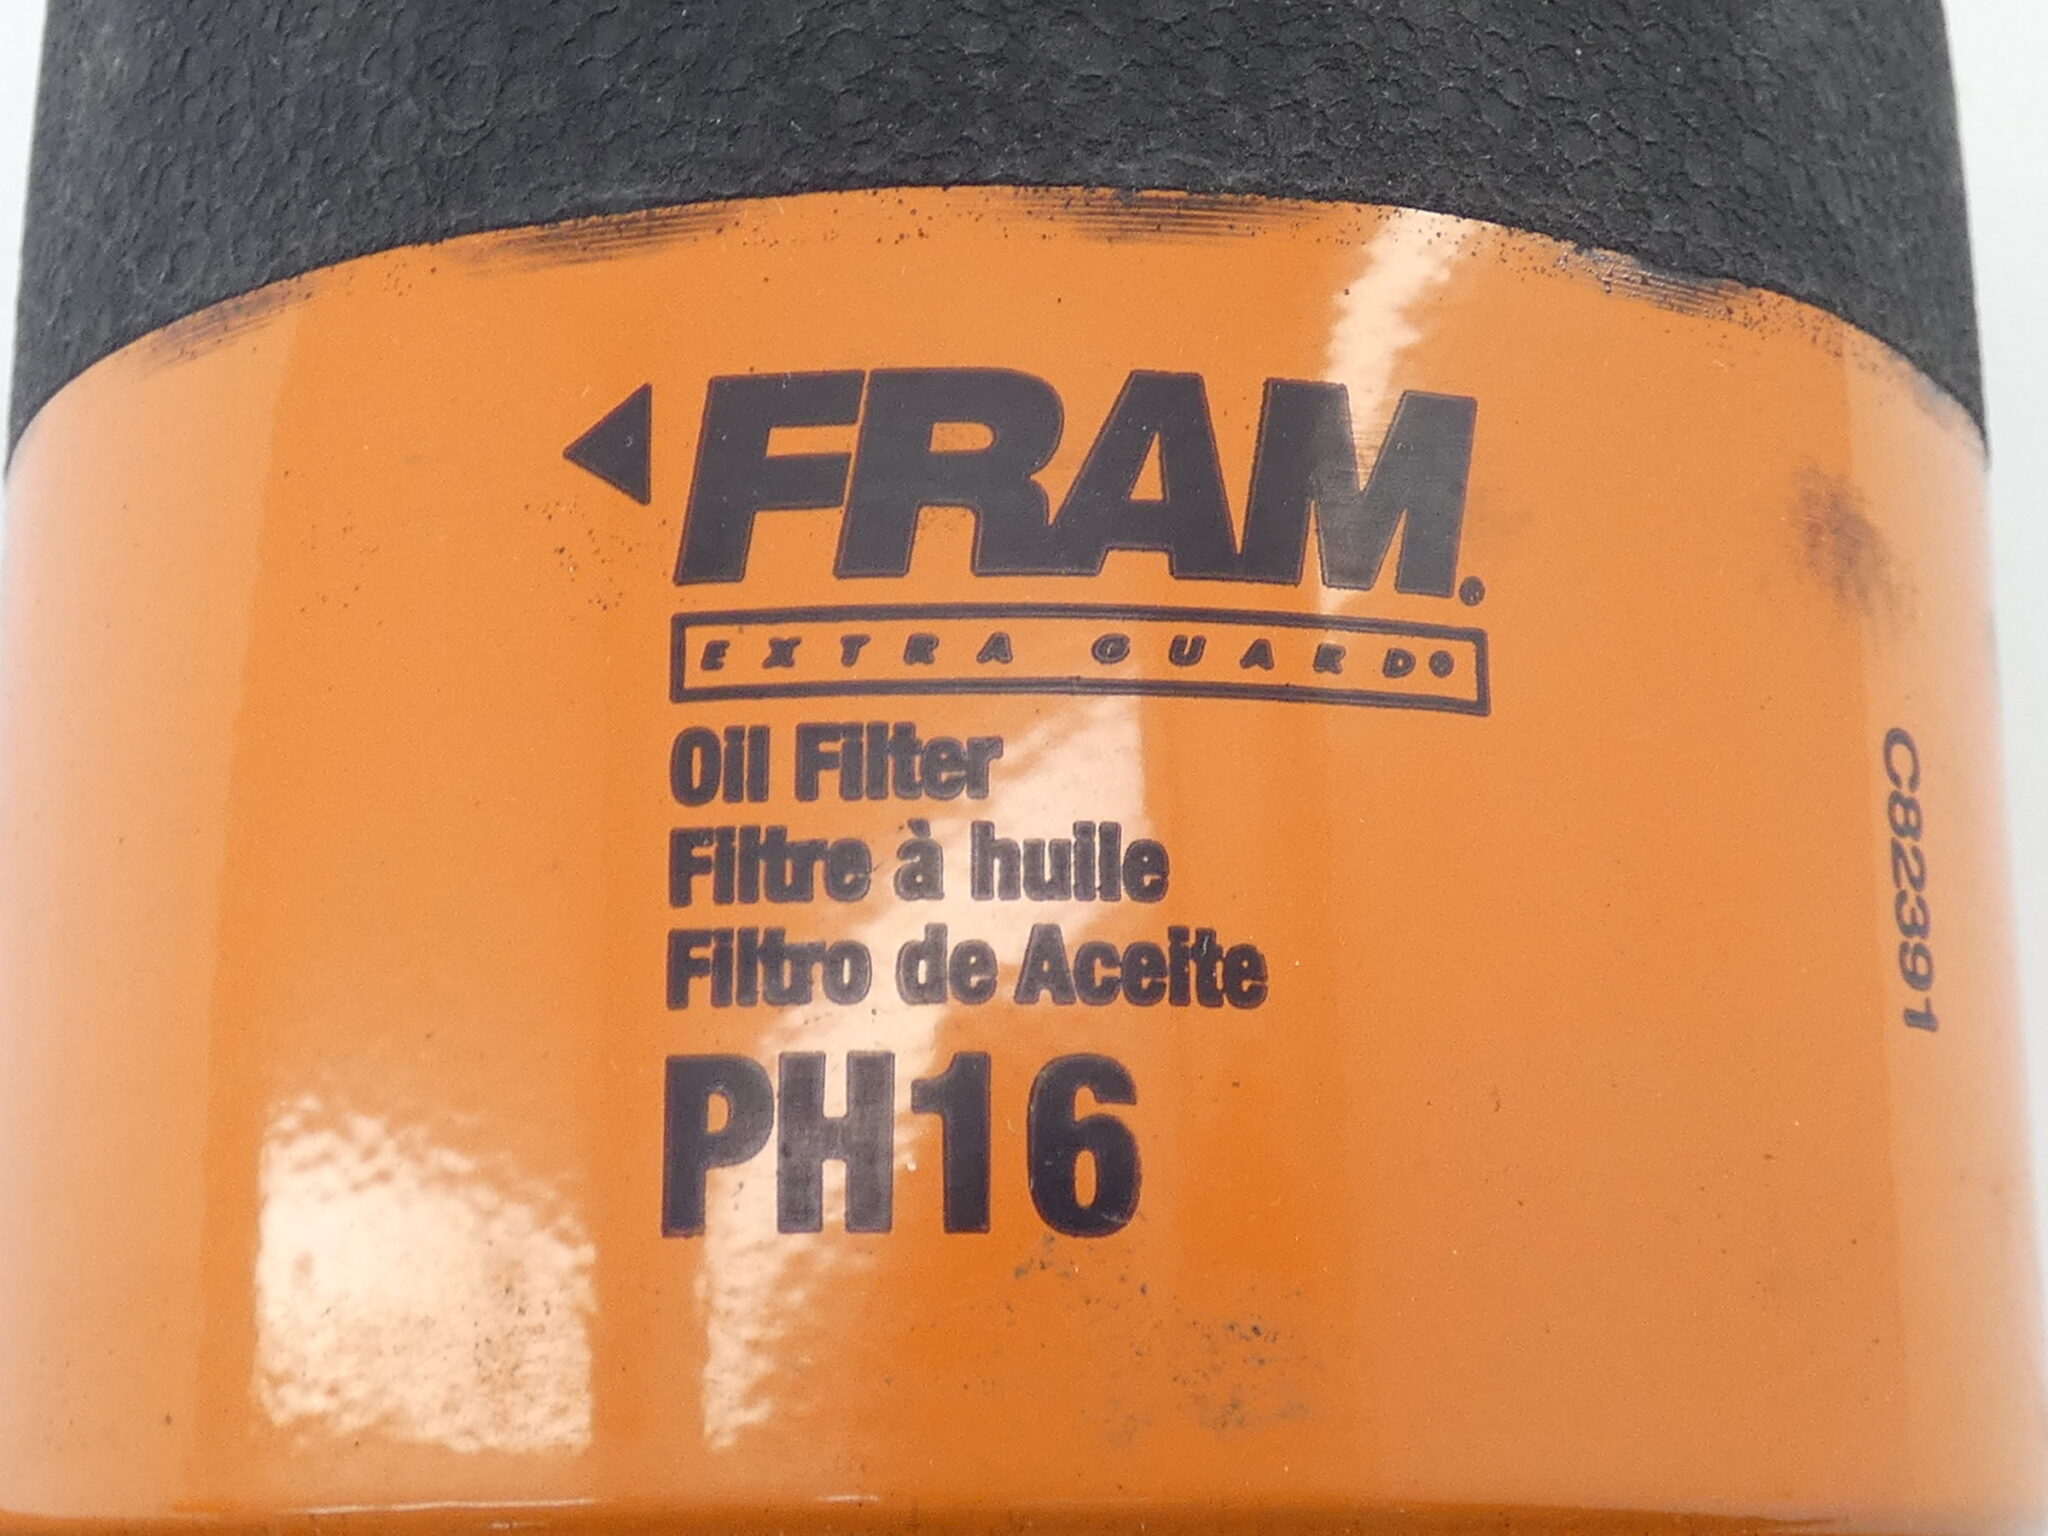 FRAM®
EXTRA GUARD®
Oil Filter
Filtre à huile
Filtro de Aceite
PH16
C82391